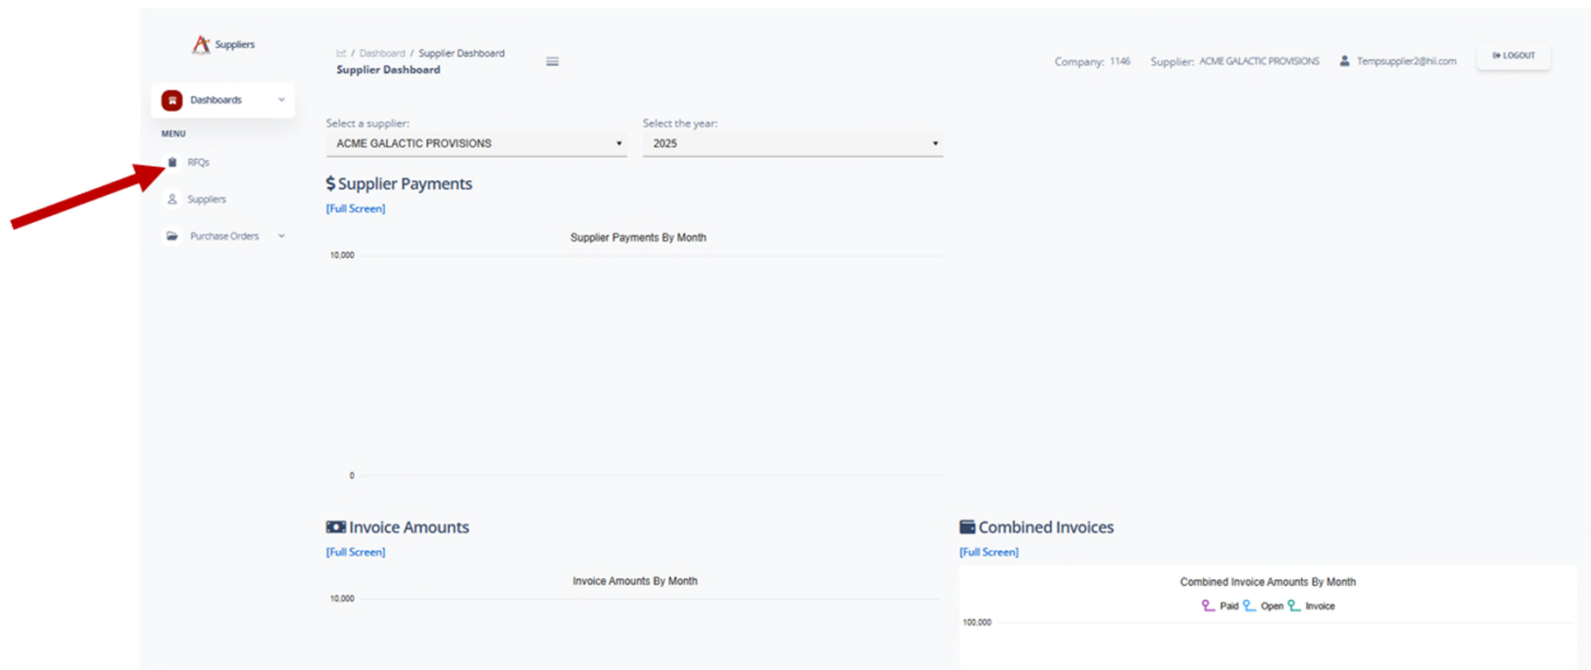 Suppliers
Dashboards
MENU
RFQs
Suppliers
Purchase Orders
/ Dashboard / Supplier Dashboard
Supplier Dashboard
Company: 1146 Supplier: ACME GALACTIC PROVISIONS Tempsupplier2@hil.com LOGOUT
Select a supplier: Select the year:
ACME GALACTIC PROVISIONS 2025
$ Supplier Payments
[Full Screen]
Supplier Payments By Month
10,000
0
Invoice Amounts
[Full Screen]
Invoice Amounts By Month
10,000
Combined Invoices
[Full Screen]
Combined Invoice Amounts By Month
Paid Open Invoice
100,000